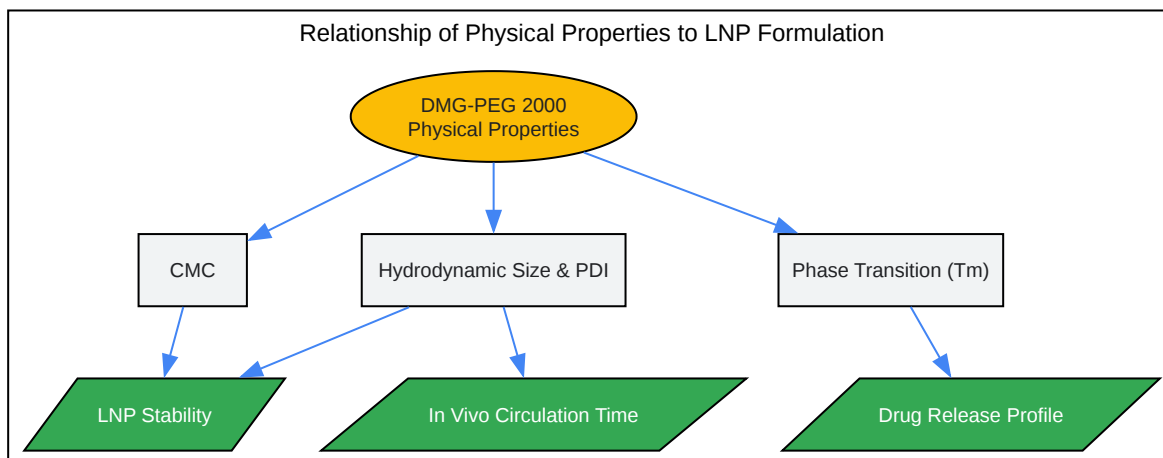 Relationship of Physical Properties to LNP Formulation
DMG-PEG 2000
Physical Properties
CMC
Hydrodynamic Size & PDI
Phase Transition (Tm)
LNP Stability
In Vivo Circulation Time
Drug Release Profile